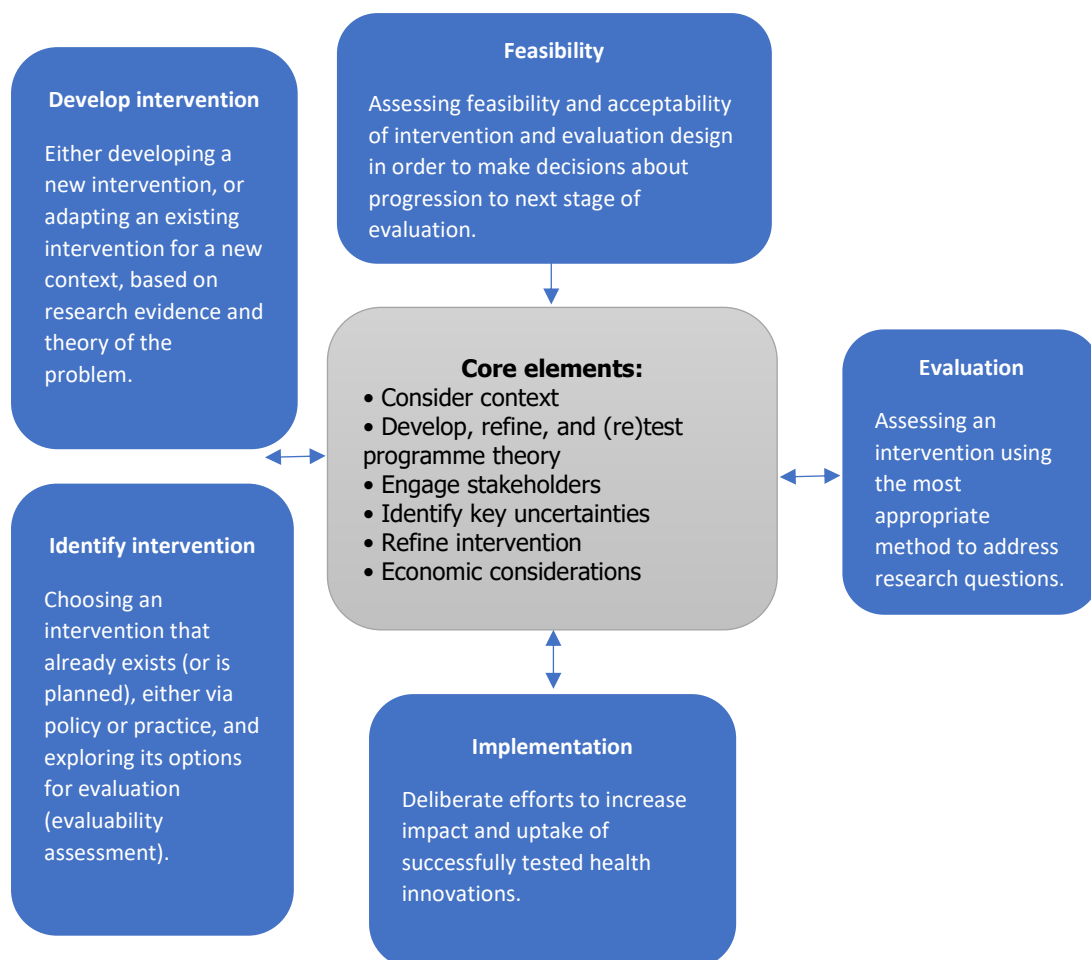 Feasibility
Assessing feasibility and acceptability
of intervention and evaluation design
in order to make decisions about
progression to next stage of
evaluation.
Develop intervention
Either developing a
new intervention, or
adapting an existing
intervention for a new
context, based on
research evidence and
theory of the
problem.
Core elements:
• Consider context
• Develop, refine, and (re)test
programme theory
• Engage stakeholders
• Identify key uncertainties
• Refine intervention
• Economic considerations
Evaluation
Assessing an
intervention using
the most
appropriate
method to address
research questions.
Identify intervention
Choosing an
intervention that
already exists (or is
planned), either via
policy or practice, and
exploring its options
for evaluation
(evaluability
assessment).
Implementation
Deliberate efforts to increase
impact and uptake of
successfully tested health
innovations.